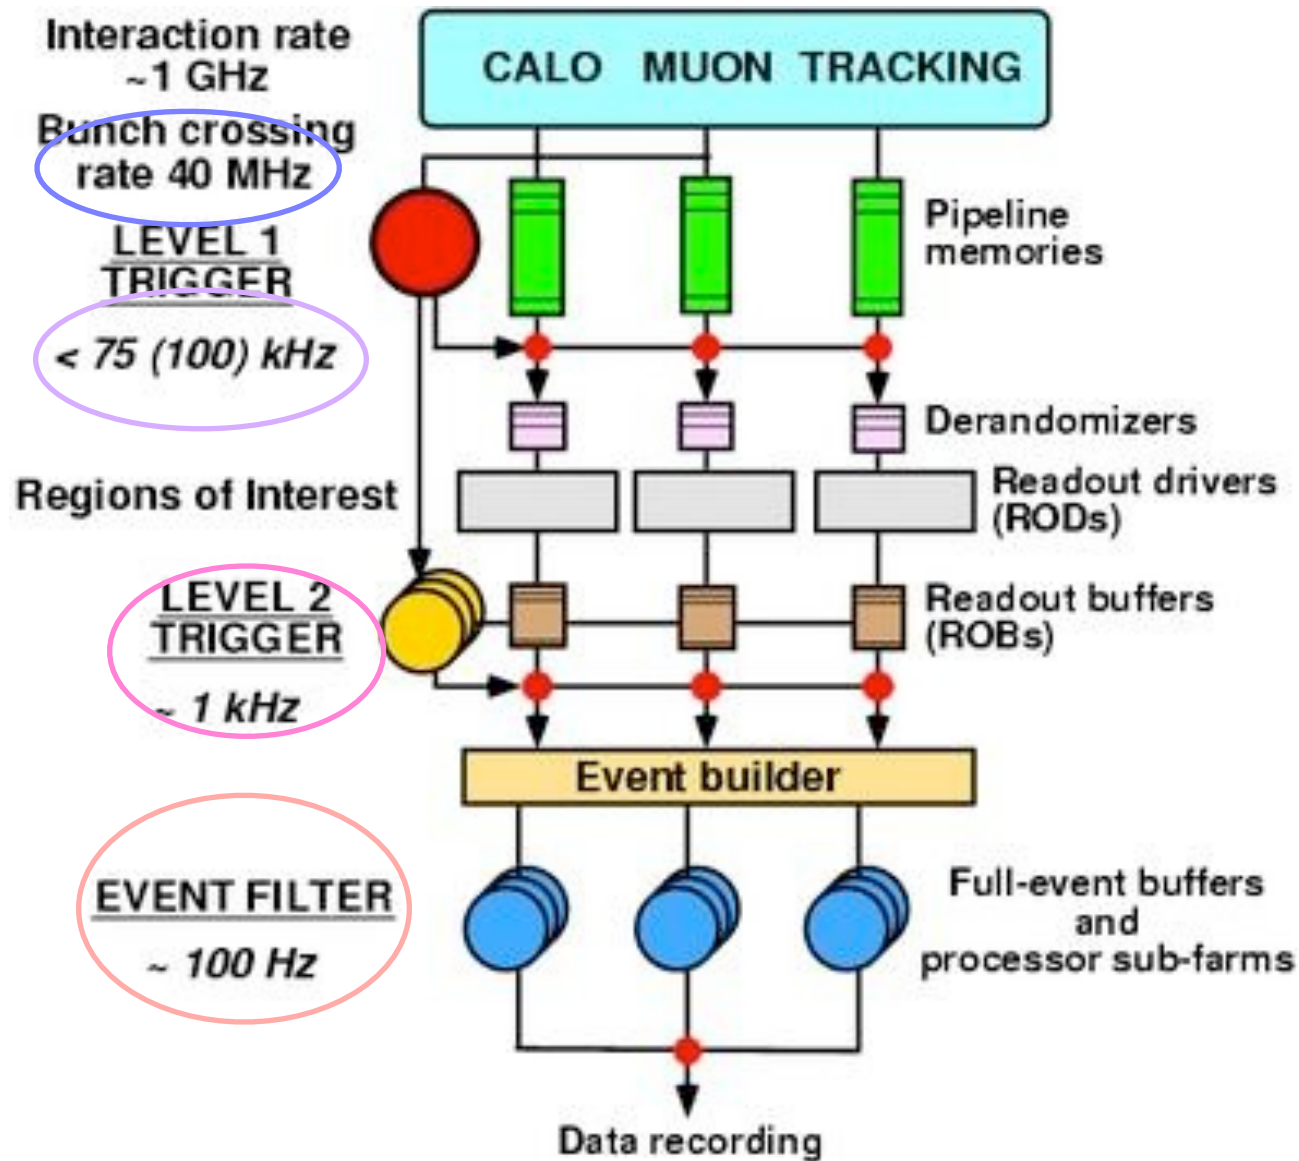 Interaction rate
~1 GHz
Bunch crossing
rate 40 MHz
LEVEL 1
TRIGGER
< 75 (100) kHz
Regions of Interest
LEVEL 2
TRIGGER
~ 1 kHz
EVENT FILTER
~ 100 Hz
CALO MUON TRACKING
Pipeline
memories
Derandomizers
Readout drivers
(RODs)
Readout buffers
(ROBs)
Event builder
Full-event buffers
and
processor sub-farms
Data recording